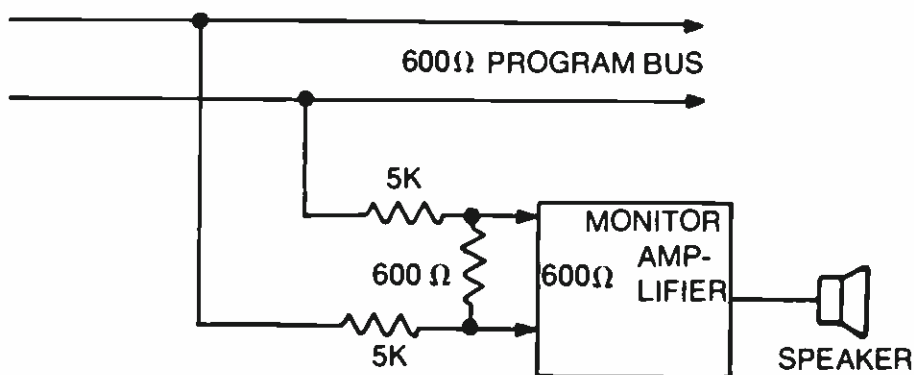 600Ω PROGRAM BUS
5K
600 Ω
5K
600Ω
MONITOR
AMP-
LIFIER
SPEAKER